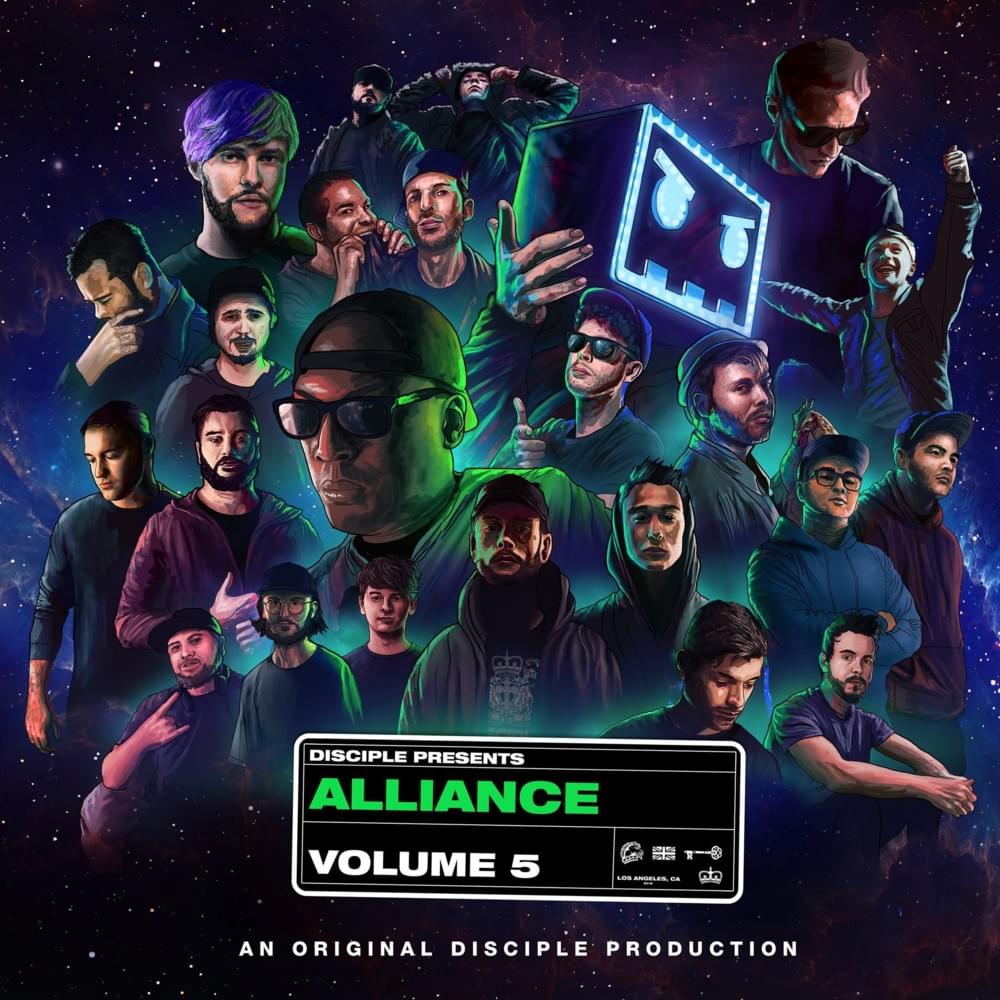 DISCIPLE PRESENTS
ALLIANCE
VOLUME 5
LOS ANGELES, CA
AN ORIGINAL DISCIPLE PRODUCTION